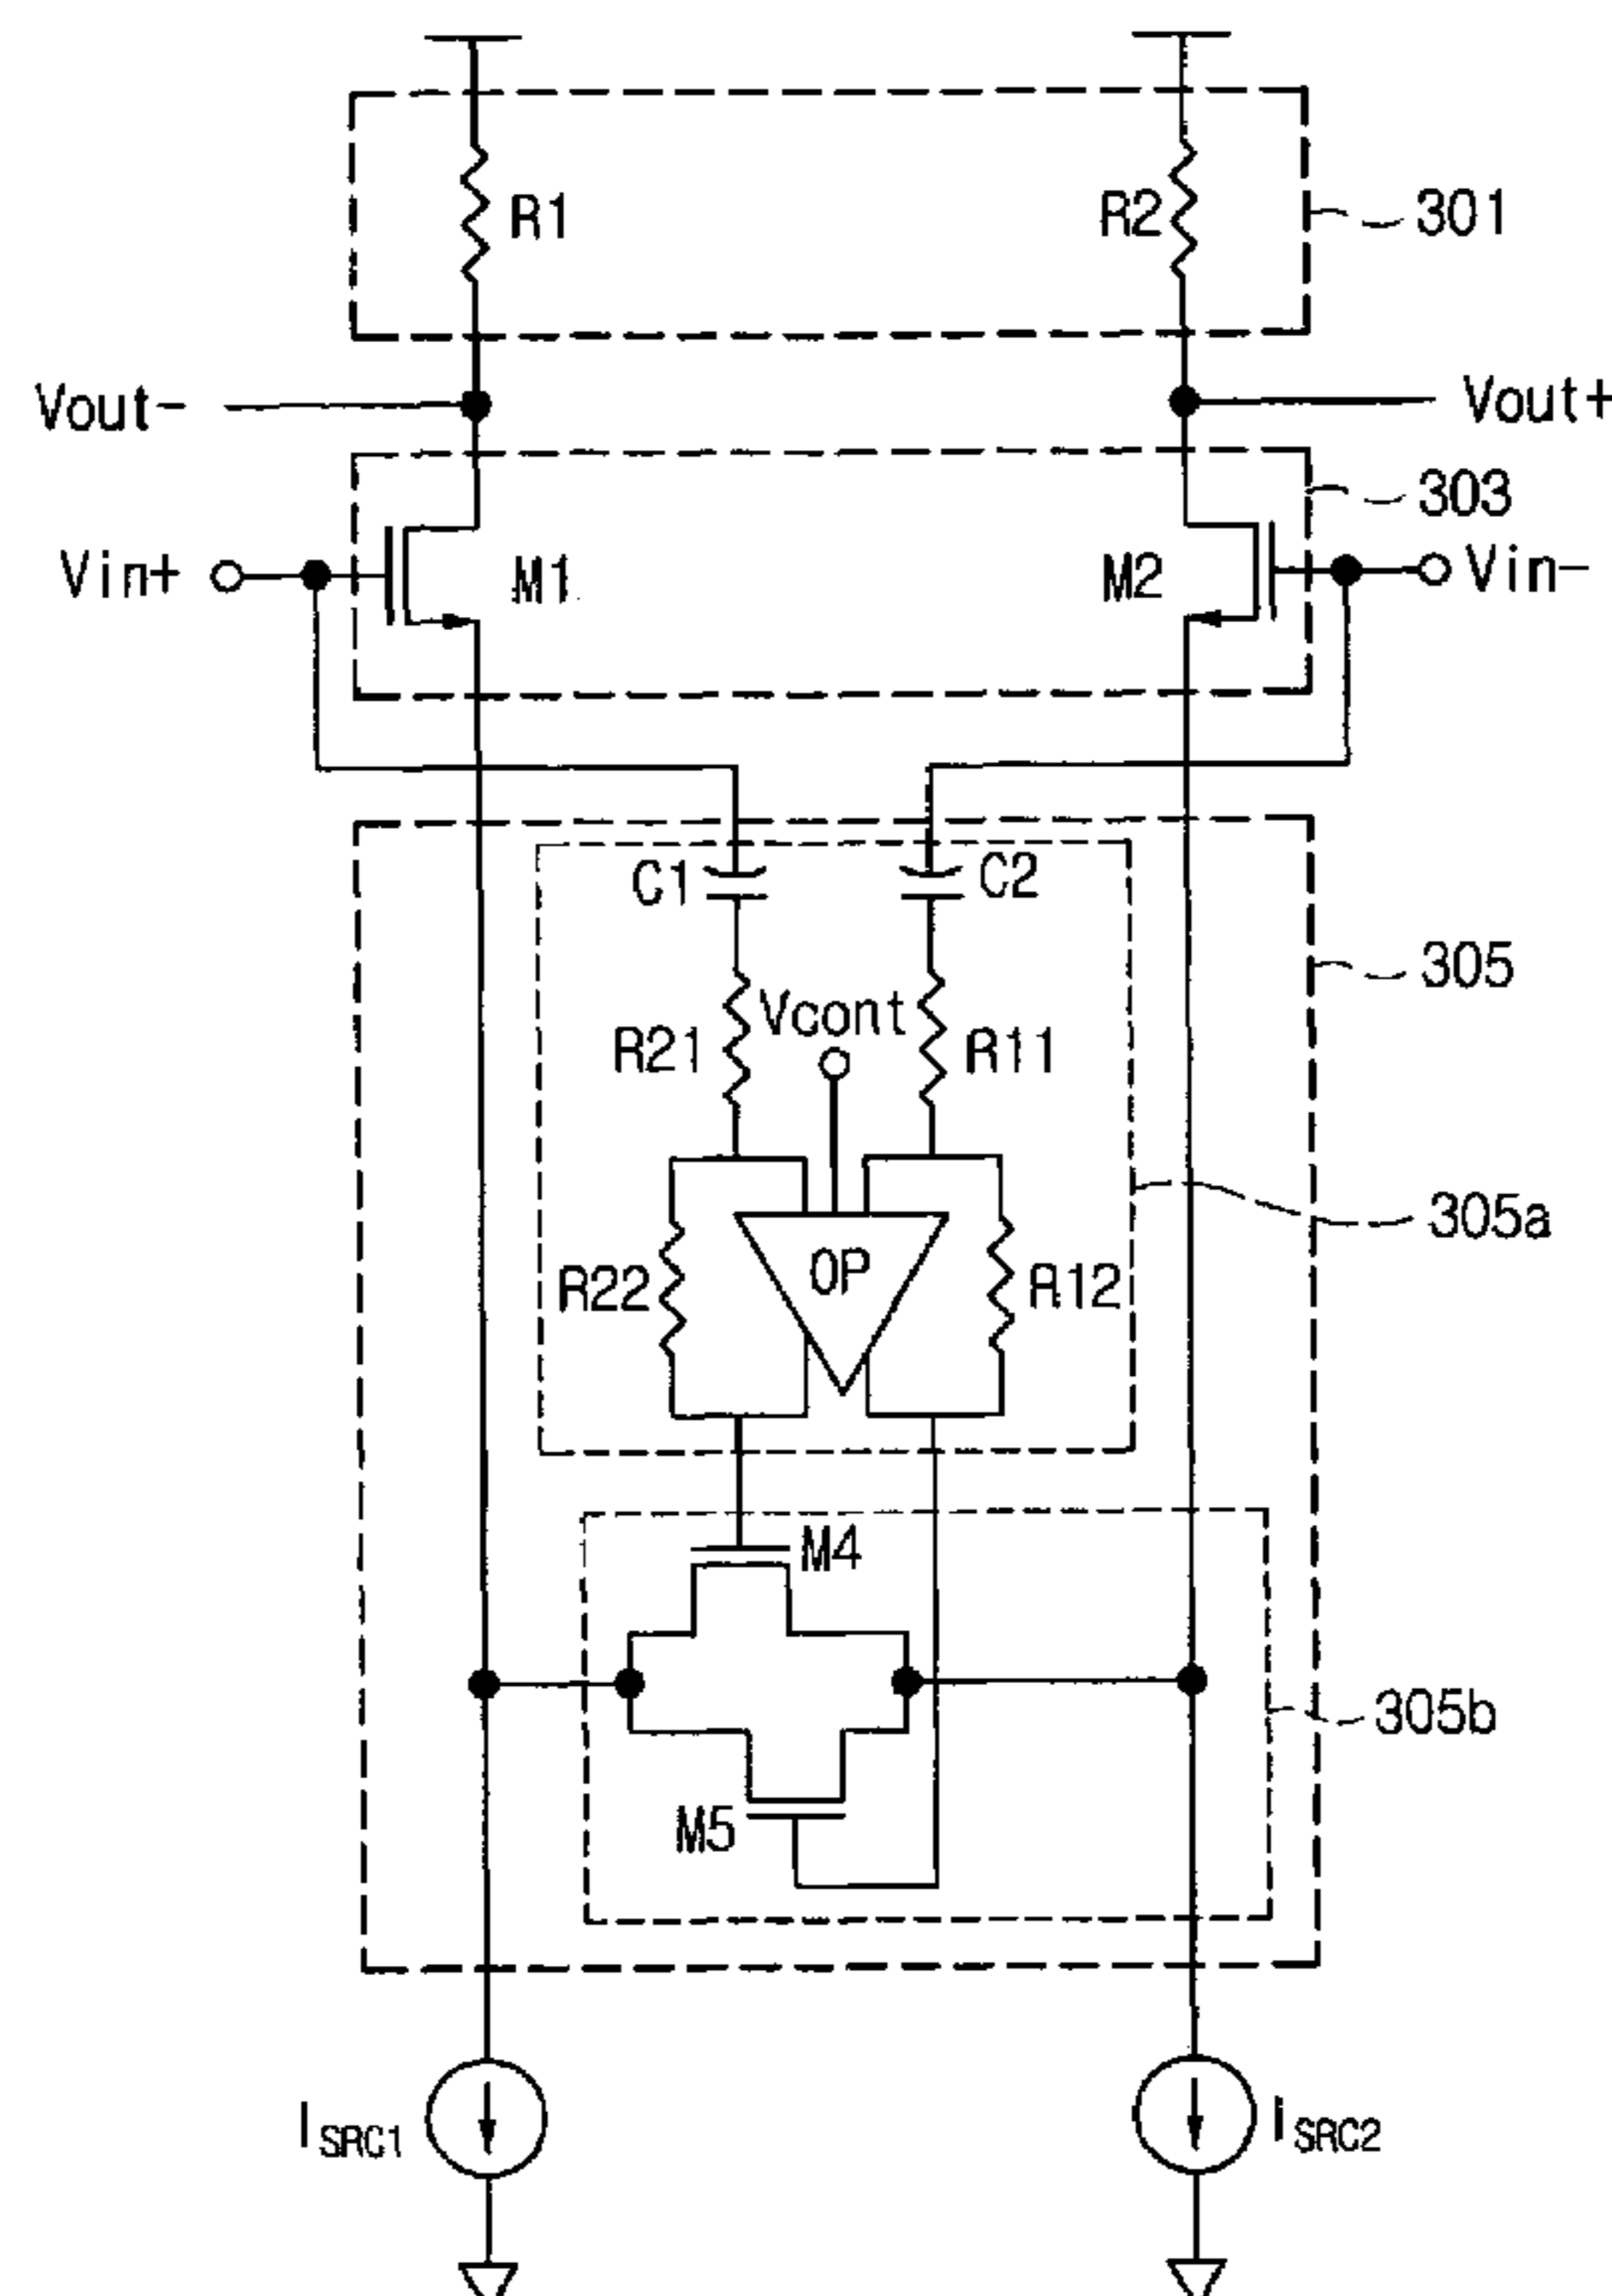 R1
R2
301
Vout-
Vout+
303
Vin+
M1
M2
Vin-
C1
C2
305
R21
Vcont
R11
305a
R22
OP
R12
M4
305b
M5
ISRC1
ISRC2